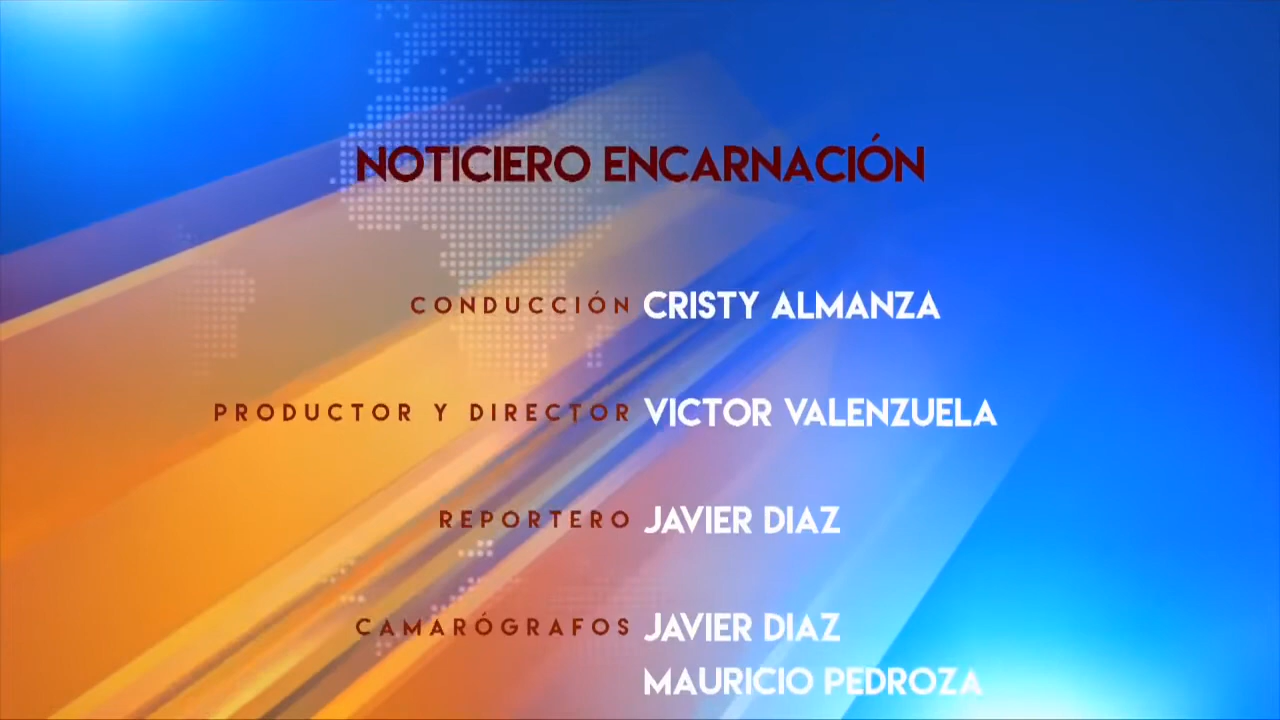 NOTICIERO ENCARNACIÓN
CONDUCCIÓN CRISTY ALMANZA
PRODUCTOR Y DIRECTOR VICTOR VALENZUELA
REPORTERO JAVIER DIAZ
CAMARÓGRAFOS JAVIER DIAZ
MAURICIO PEDROZA